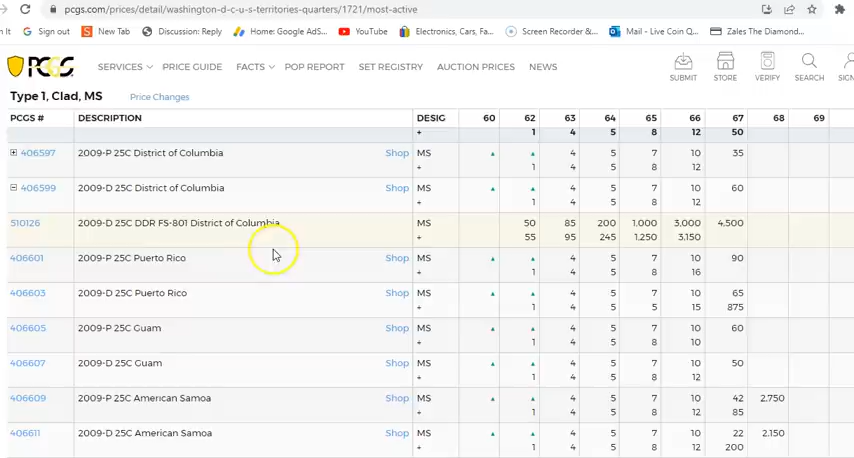 pcgs.com/prices/detail/washington-d-c-u-s-territories-quarters/1721/most-active
n It Sign out New Tab Discussion: Reply Home: Google AdS... YouTube Electronics, Cars, Fa... Screen Recorder &... Mail - Live Coin Q... Zales The Diamond...
PCGS SERVICES PRICE GUIDE FACTS POP REPORT SET REGISTRY AUCTION PRICES NEWS SUBMIT STORE VERIFY SEARCH SIGN
Type 1, Clad, MS Price Changes
PCGS # DESCRIPTION DESIG 60 62 63 64 65 66 67 68 69
+ 1 4 5 8 12 50
406597 2009-P 25C District of Columbia Shop MS 4 5 7 10 35
+ 1 4 5 8 12
406599 2009-D 25C District of Columbia Shop MS 4 5 7 10 60
+ 1 4 5 8 12
510126 2009-D 25C DDR FS-801 District of Columbia MS 50 85 200 1,000 3,000 4,500
+ 55 95 245 1,250 3,150
406601 2009-P 25C Puerto Rico Shop MS 4 5 7 10 90
+ 1 4 5 8 16
406603 2009-D 25C Puerto Rico Shop MS 4 5 7 10 65
+ 1 4 5 5 15 875
406605 2009-P 25C Guam Shop MS 4 5 7 10 60
+ 1 4 5 8 10
406607 2009-D 25C Guam Shop MS 4 5 7 10 50
+ 1 4 5 8 12
406609 2009-P 25C American Samoa Shop MS 4 5 7 10 42 2,750
+ 1 4 5 8 12 85
406611 2009-D 25C American Samoa Shop MS 4 5 7 10 22 2,150
+ 1 4 5 8 12 200